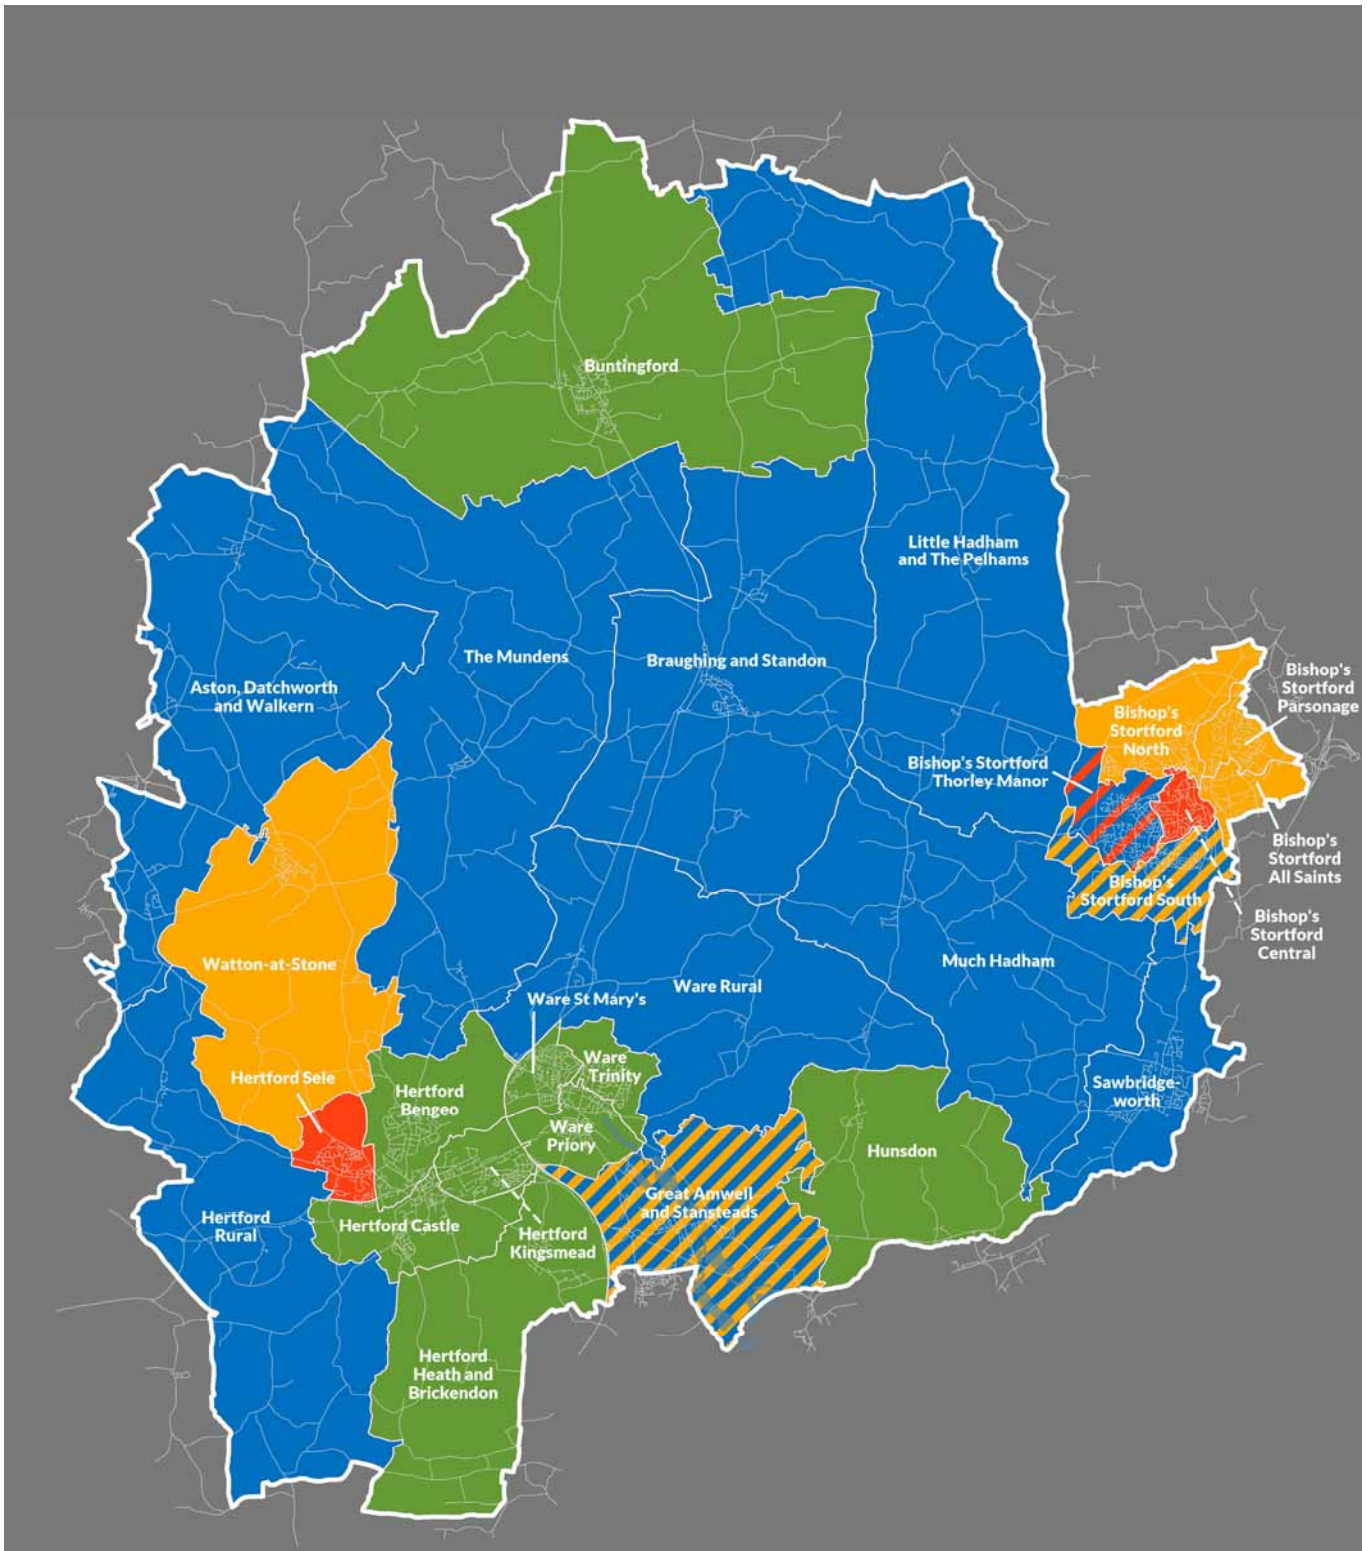 Buntingford
Little Hadham
and The Pelhams
The Mundens
Braughing and Standon
Aston, Datchworth
and Walkern
Bishop's
Stortford
Parsonage
Bishop's
Stortford
North
Bishop's Stortford
Thorley Manor
Bishop's
Stortford
All Saints
Bishop's
Stortford South
Bishop's
Stortford
Central
Watton-at-Stone
Much Hadham
Ware Rural
Ware St Mary's
Ware
Trinity
Hertford Sele
Hertford
Bengeo
Sawbridge-
worth
Ware
Priory
Hunsdon
Great Amwell
and Stansteads
Hertford
Rural
Hertford Castle
Hertford
Kingsmead
Hertford
Heath and
Brickendon